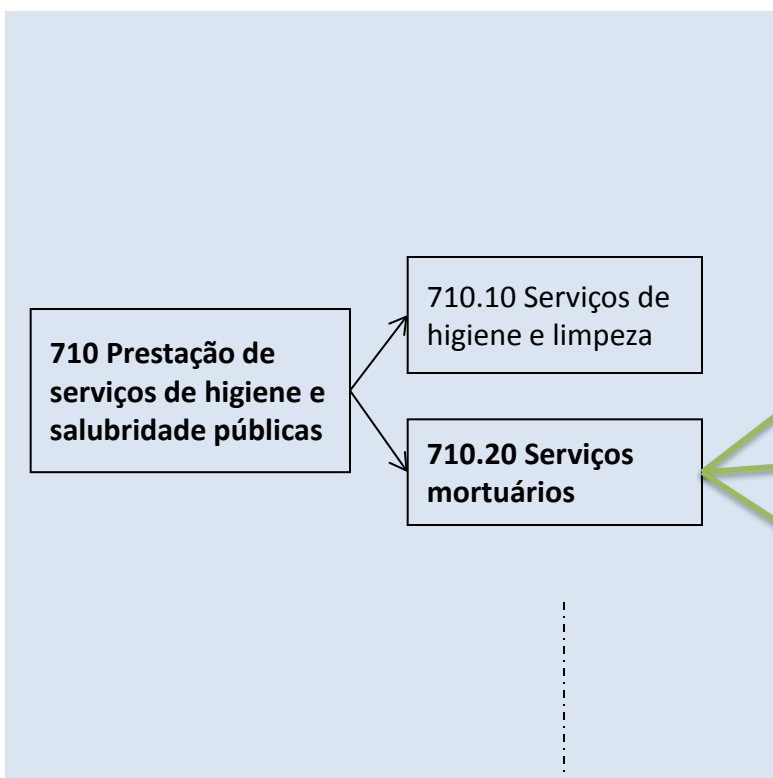 710.10 Serviços de
higiene e limpeza
710 Prestação de
serviços de higiene e
salubridade públicas
710.20 Serviços
mortuários